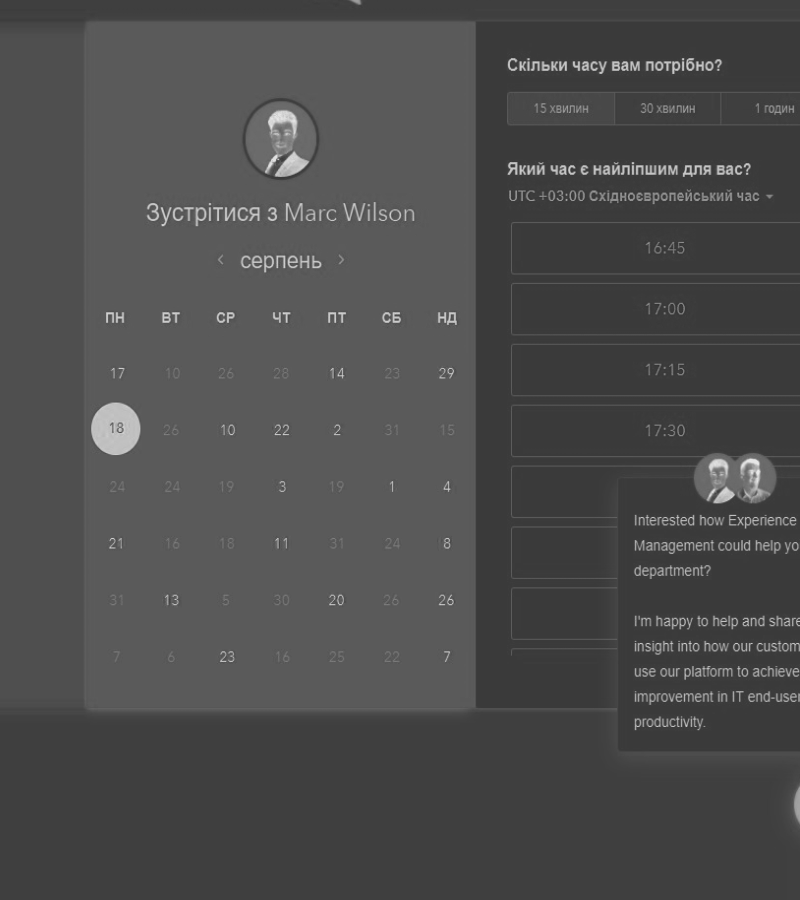 Зустрітися з Marc Wilson
серпень
ПН ВТ СР ЧТ ПТ СБ НД
17 10 26 28 14 23 29
18 26 10 22 2 31 15
24 24 19 3 19 1 4
21 16 18 11 31 24 8
31 13 5 30 20 26 26
7 6 23 16 25 22 7
Скільки часу вам потрібно?
15 хвилин 30 хвилин 1 годин
Який час є найліпшим для вас?
UTC +03:00 Східноєвропейський час
16:45
17:00
17:15
17:30
Interested how Experience
Management could help yo
department?
I'm happy to help and share
insight into how our custom
use our platform to achieve
improvement in IT end-user
productivity.